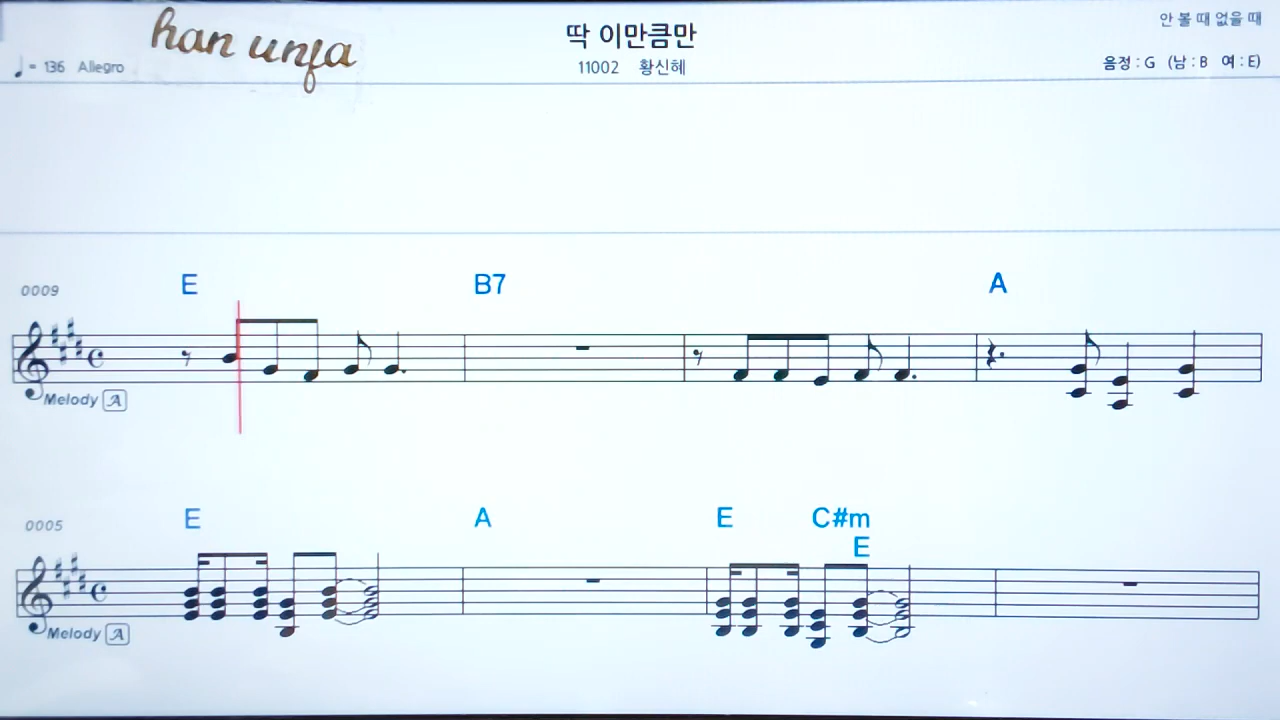 han unfa
딱 이만큼만
안 볼 때 없을 때
♩= 136 Allegro
11002 황신혜
음정 : G (남 : B 여 : E)
0009
E B7 A
Melody A
0005
E A E C#m
E
Melody A